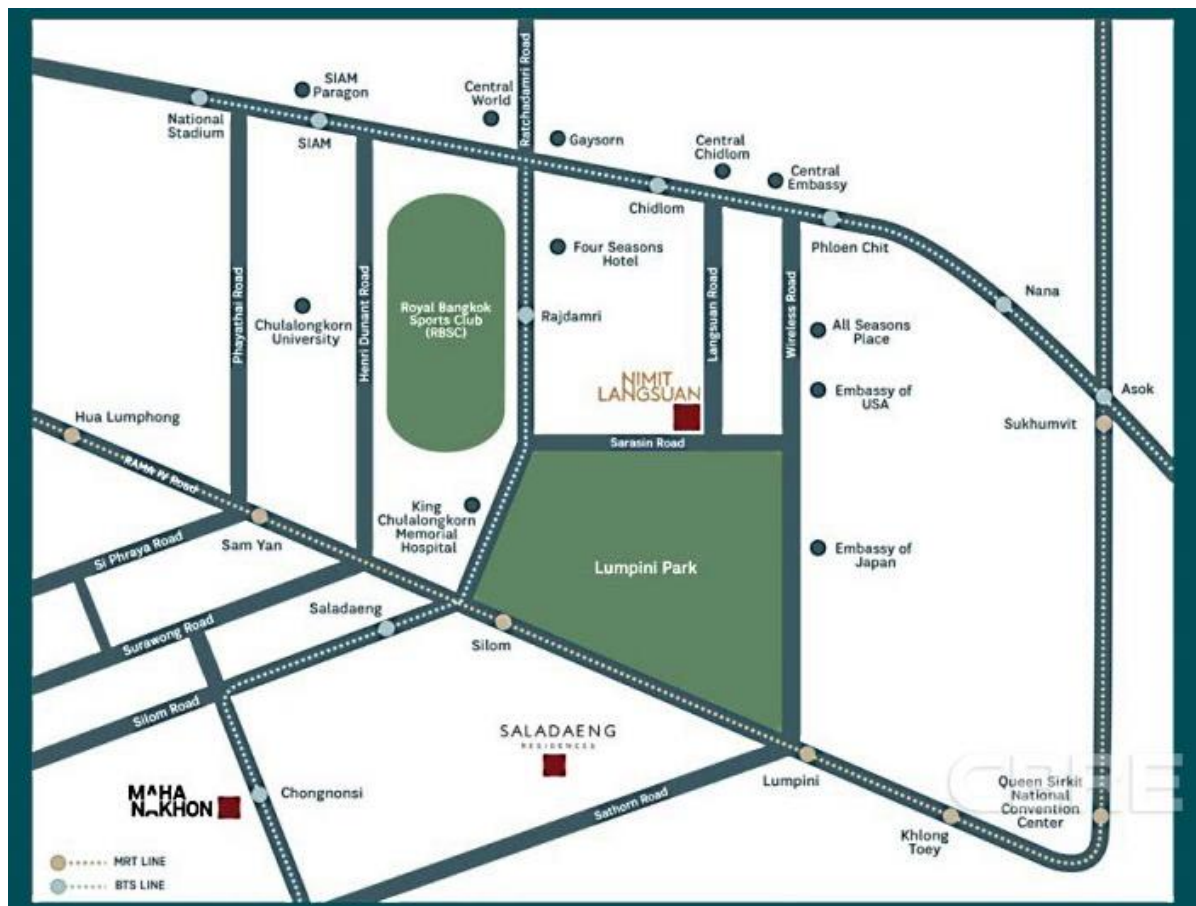 Ratchadamri Road
SIAM
Paragon
Central
World
National
Stadium
SIAM
Gaysorn
Central
Chidlom
Central
Embassy
Chidlom
Phloen Chit
Four Seasons
Hotel
Nana
Phayathai Road
Henri Dunant Road
Langsuan Road
Wireless Road
Chulalongkorn
University
Royal Bangkok
Sports Club
(RBSC)
Rajdamri
All Seasons
Place
NIMIT
LANGSUAN
Embassy of
USA
Asok
Sukhumvit
Hua Lumphong
Sarasin Road
RAMA IV Road
King
Chulalongkorn
Memorial
Hospital
Sam Yan
Si Phraya Road
Lumpini Park
Embassy of
Japan
Saladaeng
Surawong Road
Silom
Silom Road
SALADAENG
RESIDENCES
MAHA
NAKHON
Chongnonsi
Sathorn Road
Lumpini
Khlong
Toey
Queen Sirkit
National
Convention
Center
CBRE
MRT LINE
BTS LINE